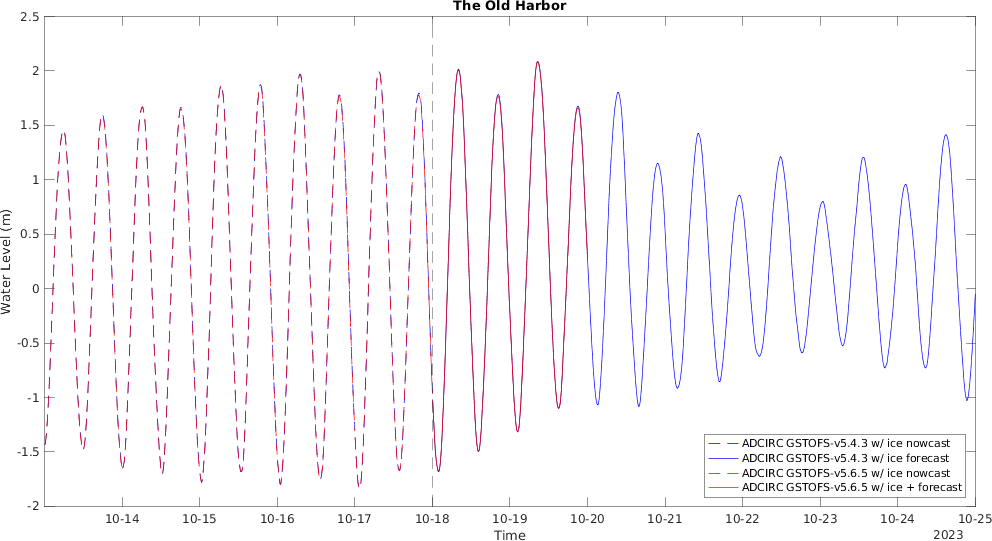 The Old Harbor
2.5
2
1.5
1
0.5
0
-0.5
-1
-1.5
-2
Water Level (m)
10-14 10-15 10-16 10-17 10-18 10-19 10-20 10-21 10-22 10-23 10-24 10-25
Time
2023
ADCIRC GSTOFS-v5.4.3 w/ ice nowcast
ADCIRC GSTOFS-v5.4.3 w/ ice forecast
ADCIRC GSTOFS-v5.6.5 w/ ice nowcast
ADCIRC GSTOFS-v5.6.5 w/ ice + forecast